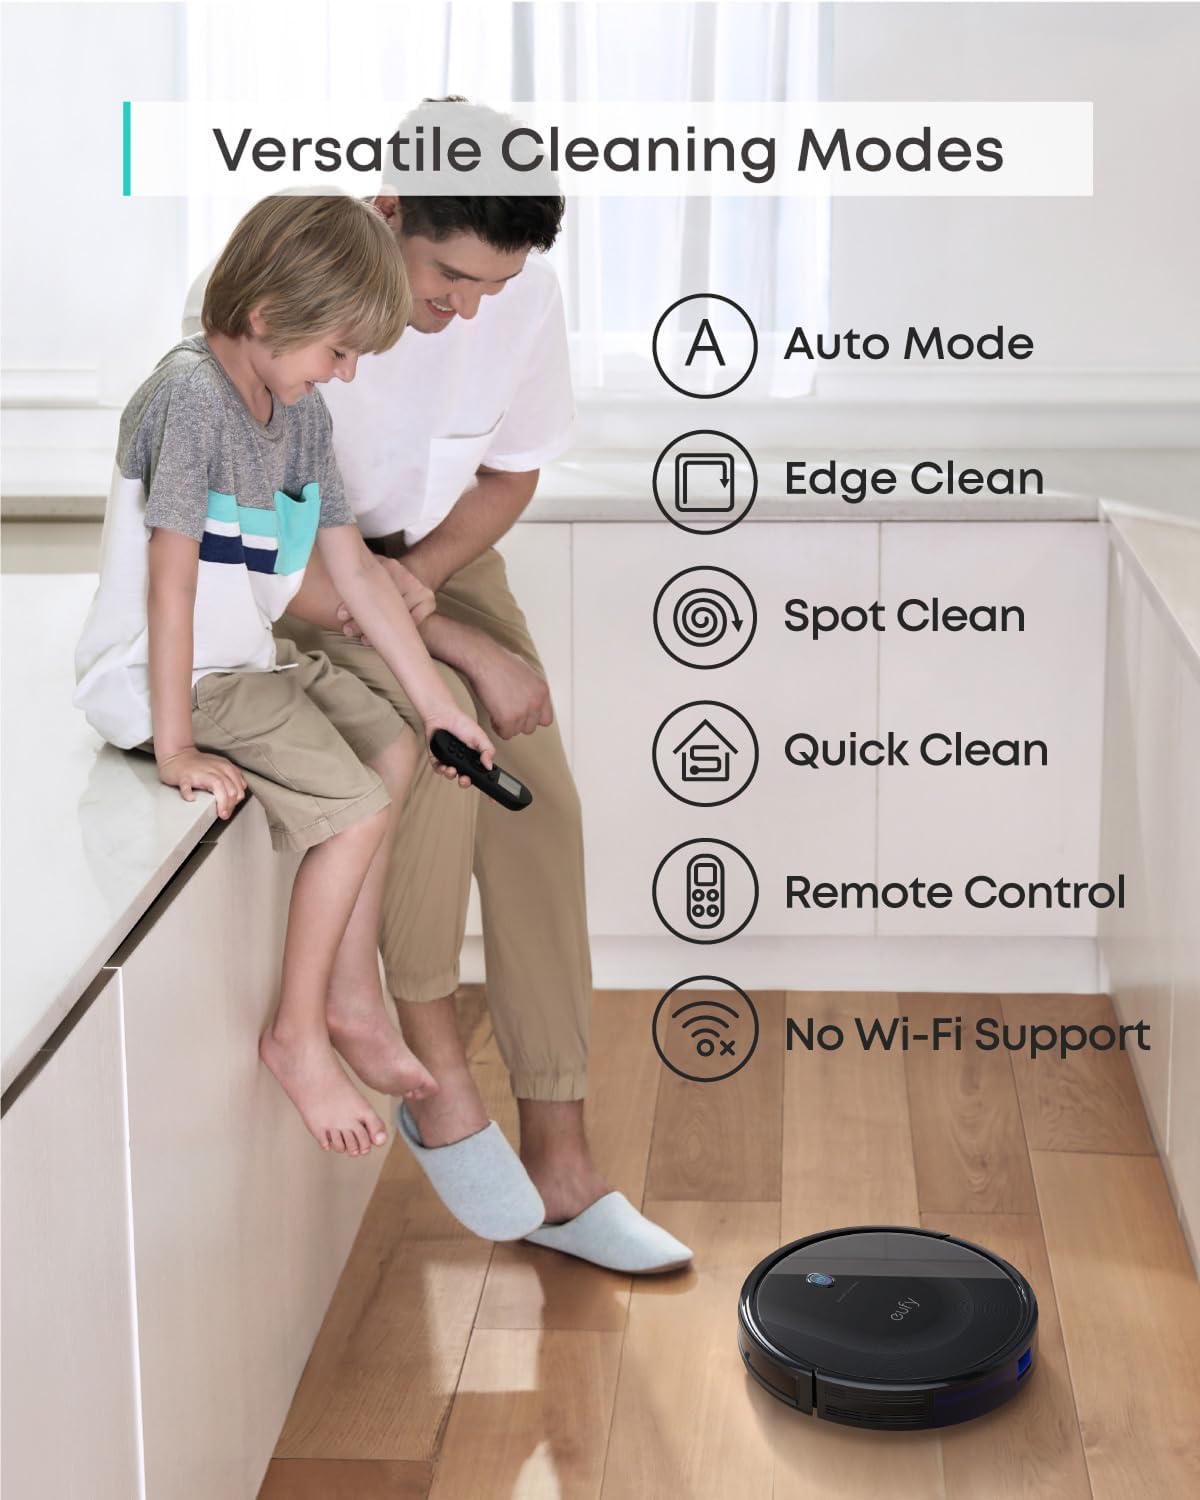 Versatile Cleaning Modes
A Auto Mode
Edge Clean
Spot Clean
Quick Clean
Remote Control
No Wi-Fi Support
eufy